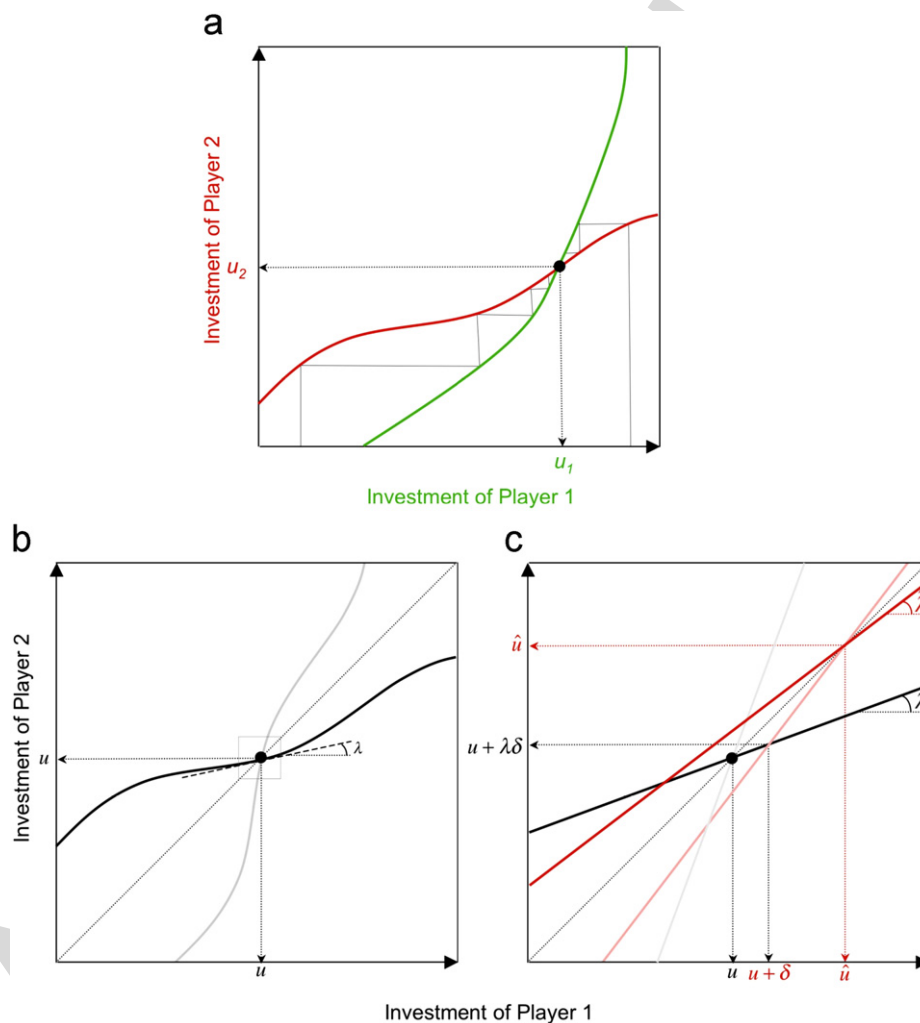 a
Investment of Player 2
u2
u1
Investment of Player 1
b
c
Investment of Player 2
u
λ
u
û
u + λδ
λ
λ
u
u + δ
û
Investment of Player 1